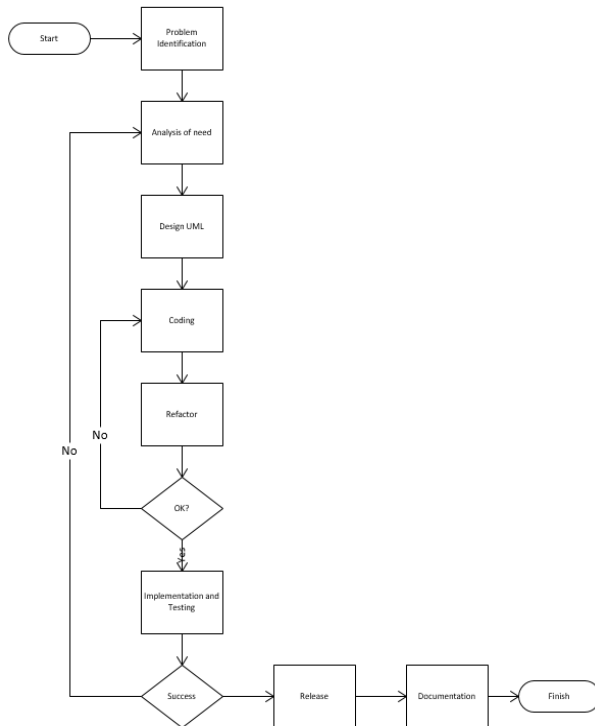 Start
Problem
Identification
Analysis of need
Design UML
Coding
Refactor
No
No
OK?
Yes
Implementation and
Testing
Success
Release
Documentation
Finish